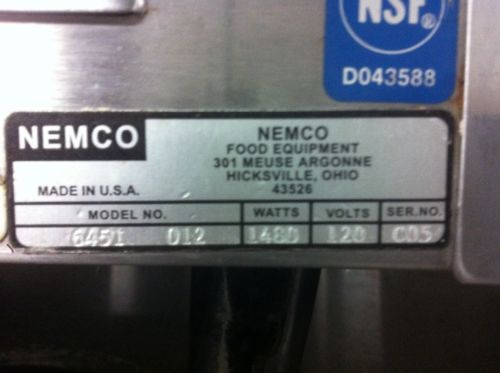 NSF®
D043588
NEMCO
NEMCO
FOOD EQUIPMENT
301 MEUSE ARGONNE
HICKSVILLE, OHIO
43526
MADE IN U.S.A.
MODEL NO. WATTS VOLTS SER.NO.
012 1480 120 C05